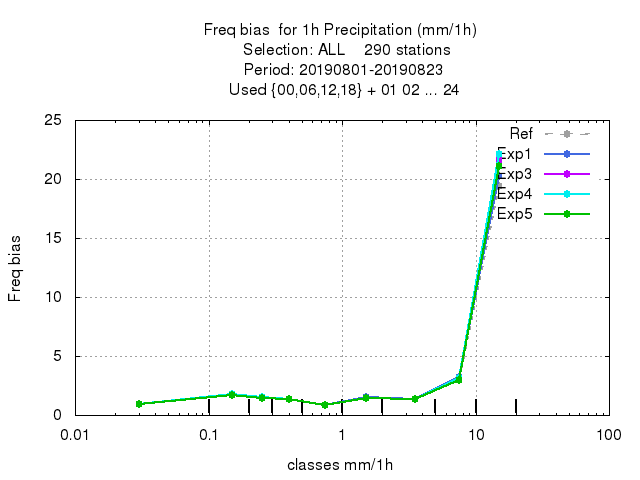 Freq bias  for 1h Precipitation (mm/1h)
Selection: ALL    290 stations
Period: 20190801-20190823
Used {00,06,12,18} + 01 02 ... 24
25
20
15
10
5
0
Freq bias
Ref
Exp1
Exp3
Exp4
Exp5
0.01 0.1 1 10 100
classes mm/1h